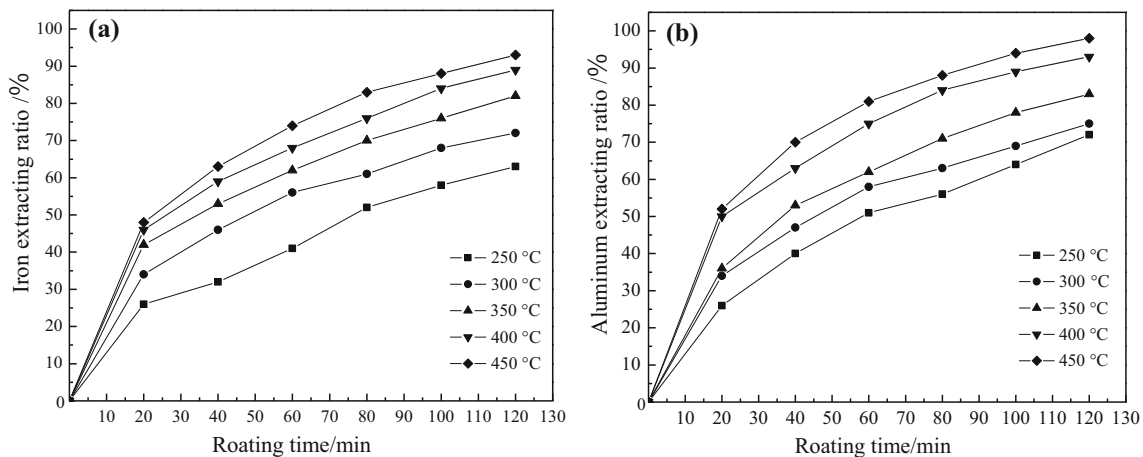 (a)
Iron extracting ratio /%
100
90
80
70
60
50
40
30
20
10
0
10 20 30 40 50 60 70 80 90 100 110 120 130
Roating time/min
250 °C
300 °C
350 °C
400 °C
450 °C
(b)
Aluminum extracting ratio /%
100
90
80
70
60
50
40
30
20
10
0
10 20 30 40 50 60 70 80 90 100 110 120 130
Roating time/min
250 °C
300 °C
350 °C
400 °C
450 °C